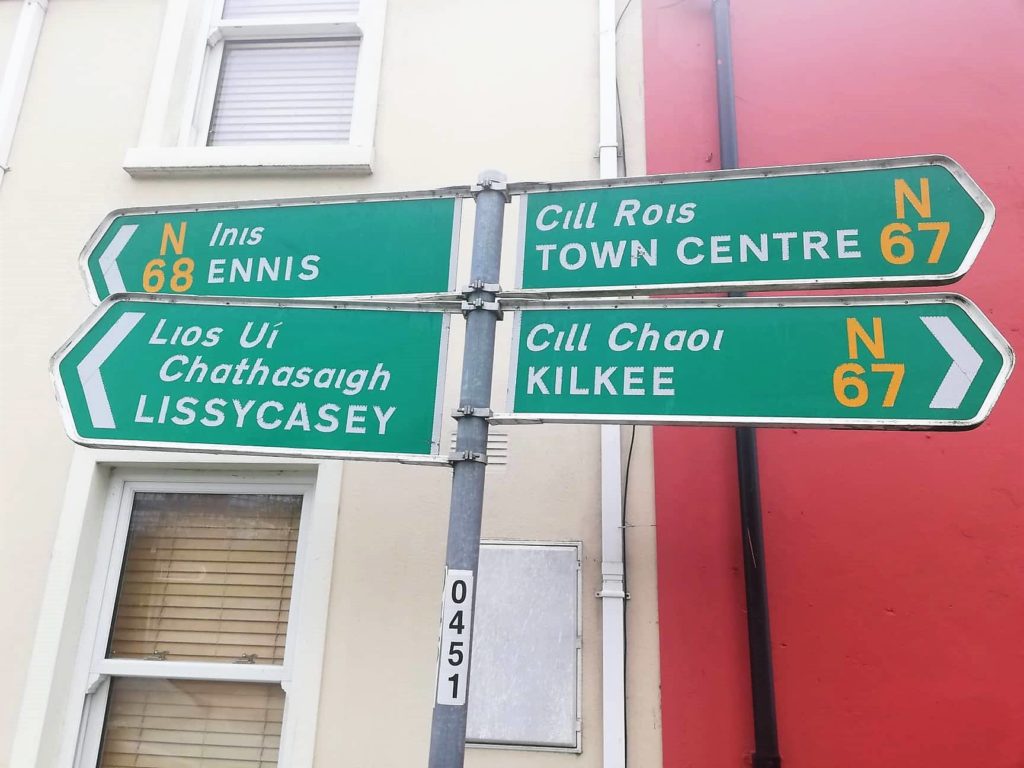 N 68
Inis
ENNIS
Cill Rois
TOWN CENTRE
N 67
Lios Uí
Chathasaigh
LISSYCASEY
Cill Chaoi
KILKEE
N 67
0451